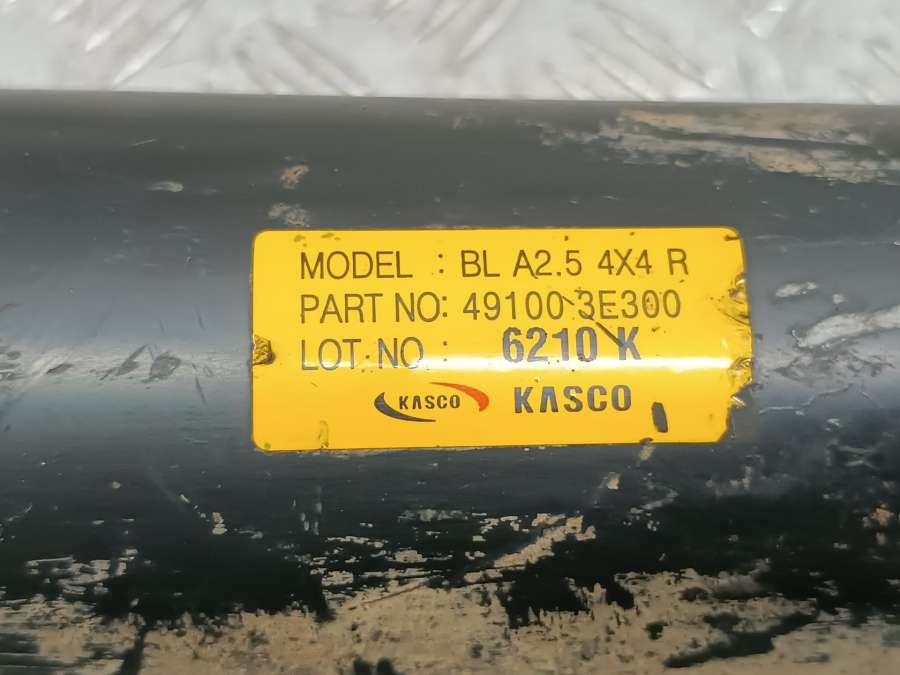 MODEL : BL A2.5 4X4 R
PART NO: 49100 3E300
LOT NO : 6210 K
KASCO KASCO